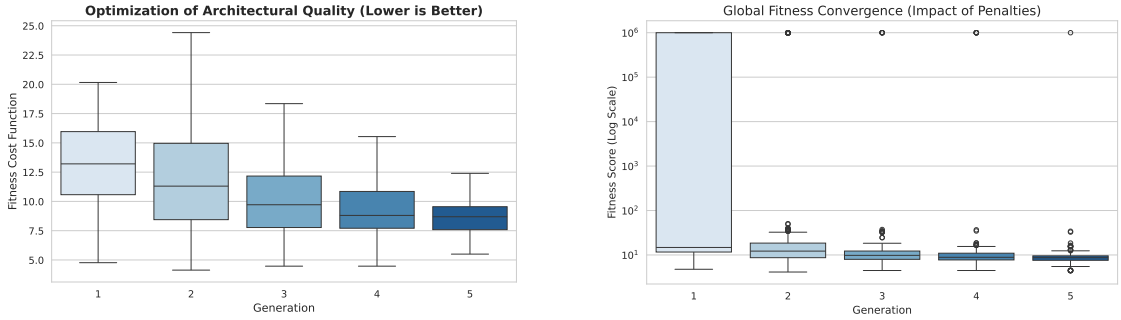 Optimization of Architectural Quality (Lower is Better)
Fitness Cost Function
25.0
22.5
20.0
17.5
15.0
12.5
10.0
7.5
5.0
1 2 3 4 5
Generation
Global Fitness Convergence (Impact of Penalties)
Fitness Score (Log Scale)
10⁶
10⁵
10⁴
10³
10²
10¹
1 2 3 4 5
Generation